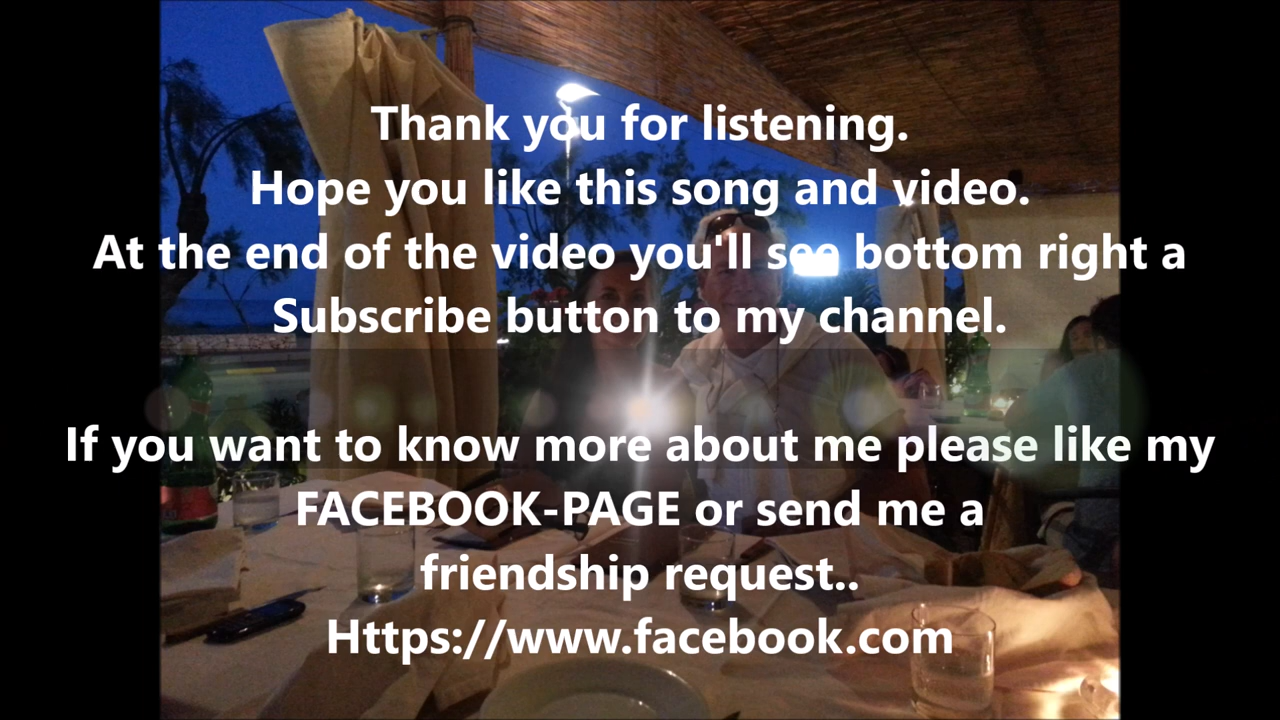 Thank you for listening.
Hope you like this song and video.
At the end of the video you'll see bottom right a
Subscribe button to my channel.
If you want to know more about me please like my
FACEBOOK-PAGE or send me a
friendship request..
Https://www.facebook.com